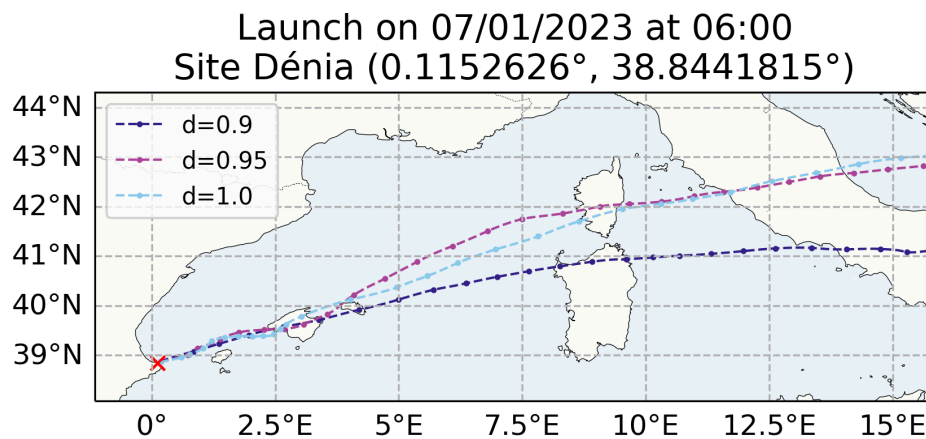 Launch on 07/01/2023 at 06:00
Site Dénia (0.1152626°, 38.8441815°)
44°N
43°N
42°N
41°N
40°N
39°N
d=0.9
d=0.95
d=1.0
0° 2.5°E 5°E 7.5°E 10°E 12.5°E 15°E